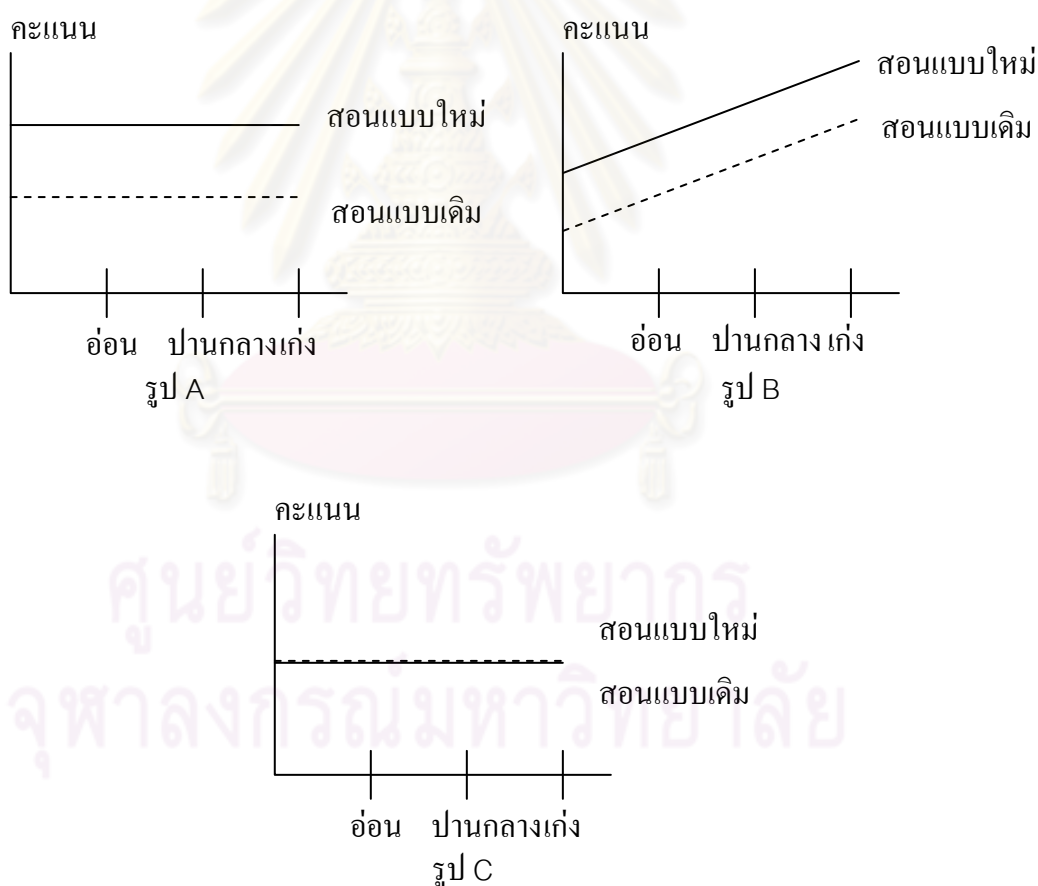 คะแนน
สอนแบบใหม่
สอนแบบเดิม
อ่อน ปานกลาง เก่ง
รูป A
คะแนน
สอนแบบใหม่
สอนแบบเดิม
อ่อน ปานกลาง เก่ง
รูป B
คะแนน
สอนแบบใหม่
สอนแบบเดิม
อ่อน ปานกลาง เก่ง
รูป C
ศูนย์วิทยทรัพยากร
จุฬาลงกรณ์มหาวิทยาลัย